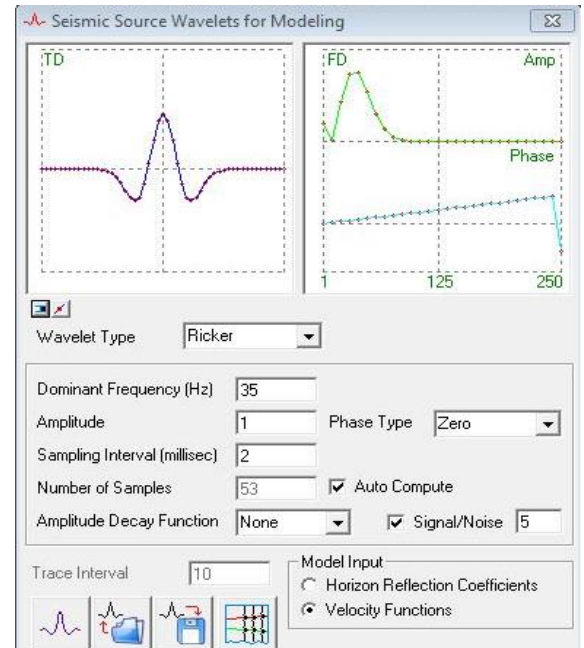 Seismic Source Wavelets for Modeling
TD
FD Amp
Phase
1 125 250
Wavelet Type Ricker
Dominant Frequency (Hz) 35
Amplitude 1 Phase Type Zero
Sampling Interval (millisec) 2
Number of Samples 53 Auto Compute
Amplitude Decay Function None Signal/Noise 5
Trace Interval 10
Model Input
Horizon Reflection Coefficients
Velocity Functions